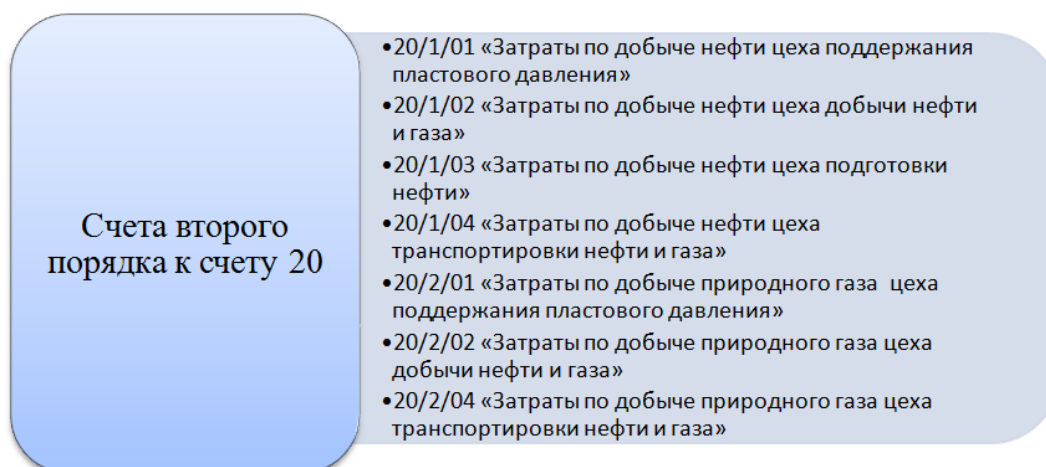 Счета второго
порядка к счету 20
•20/1/01 «Затраты по добыче нефти цеха поддержания
пластового давления»
•20/1/02 «Затраты по добыче нефти цеха добычи нефти
и газа»
•20/1/03 «Затраты по добыче нефти цеха подготовки
нефти»
•20/1/04 «Затраты по добыче нефти цеха
транспортировки нефти и газа»
•20/2/01 «Затраты по добыче природного газа цеха
поддержания пластового давления»
•20/2/02 «Затраты по добыче природного газа цеха
добычи нефти и газа»
•20/2/04 «Затраты по добыче природного газа цеха
транспортировки нефти и газа»